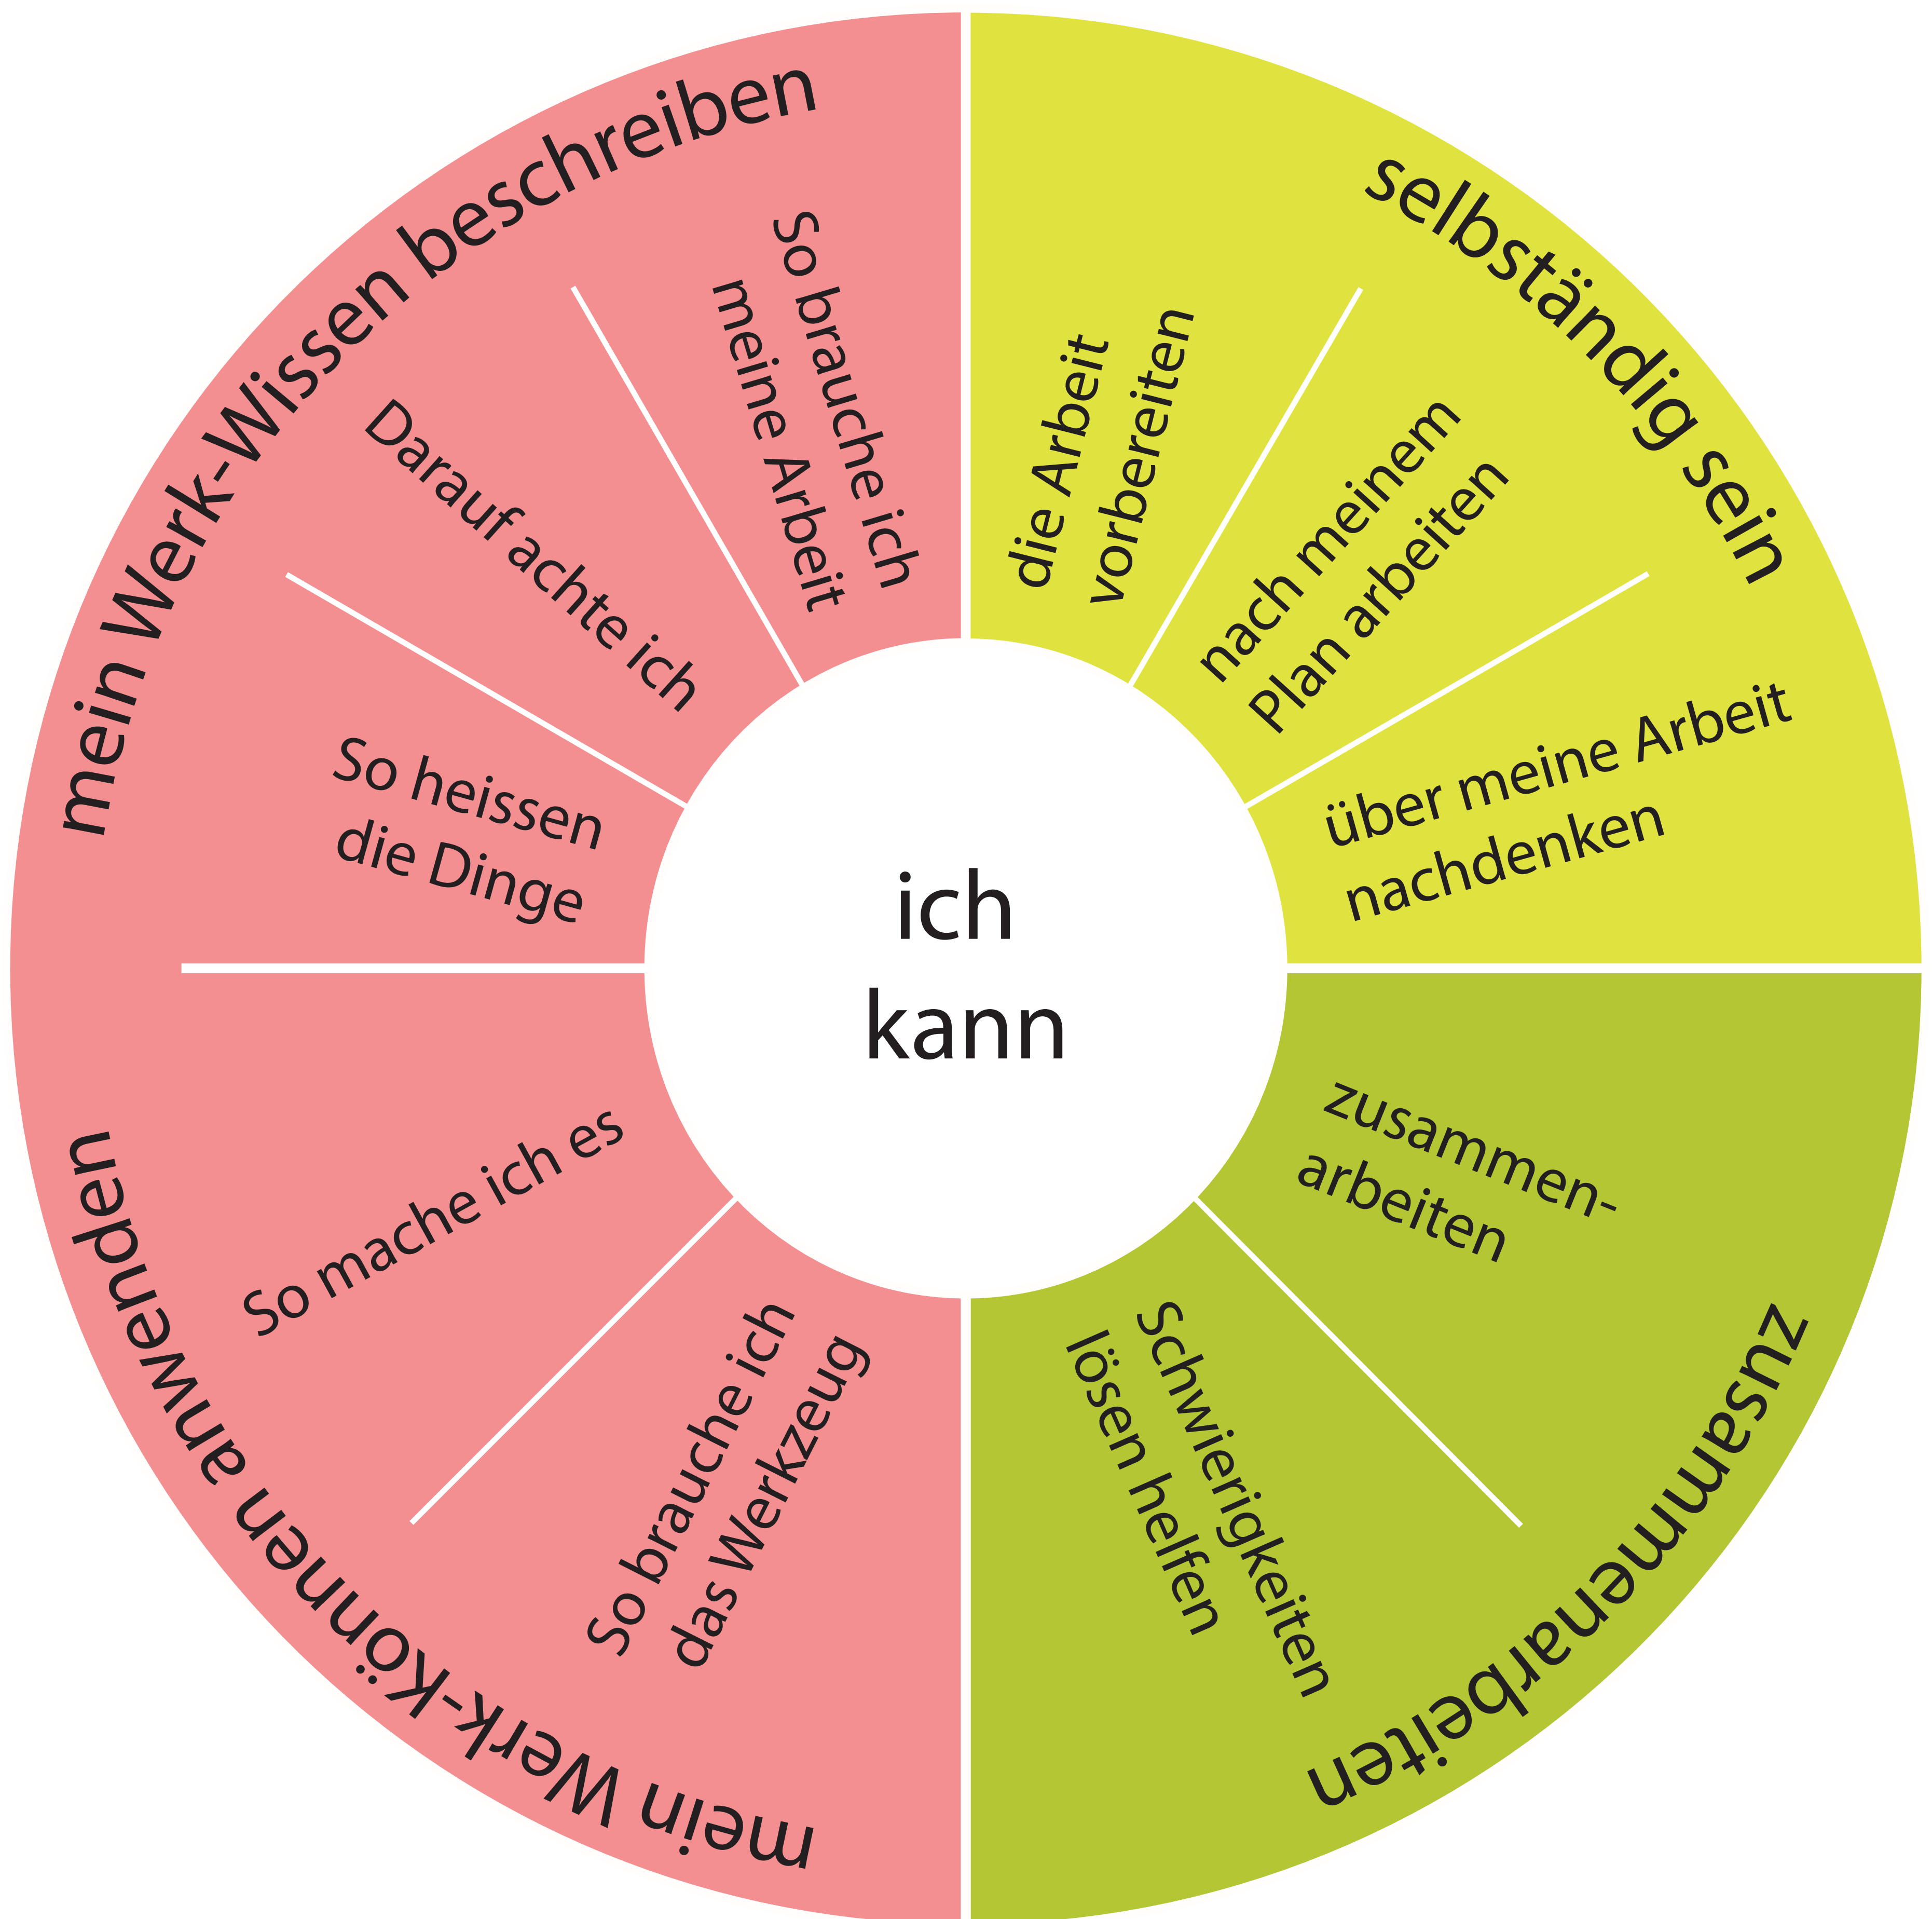 ich
kann
selbständig sein
die Arbeit
vorbereiten
nach meinem
Plan arbeiten
über meine Arbeit
nachdenken
zusammenarbeiten
zusammen-
arbeiten
Schwierigkeiten
lösen helfen
mein Werk-Können anwenden
So brauche ich
das Werkzeug
So mache ich es
mein Werk-Wissen beschreiben
So heissen
die Dinge
Darauf achte ich
So brauche ich
meine Arbeit